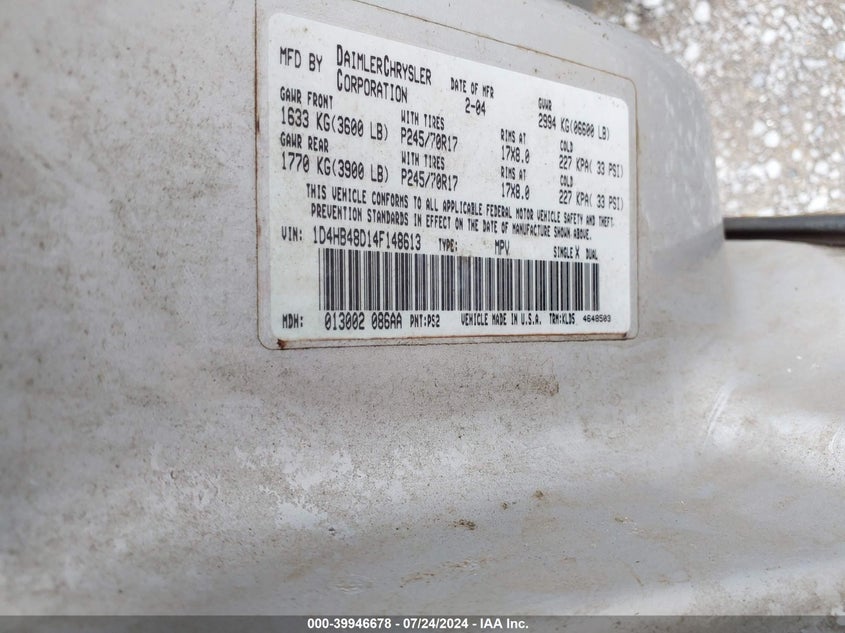 MFD BY DAIMLERCHRYSLER CORPORATION DATE OF MFR 2-04 GVWR 2994 KG(06600 LB)
GAWR FRONT WITH TIRES RIMS AT COLD
1633 KG(3600 LB) P245/70R17 17X8.0 227 KPA( 33 PSI)
GAWR REAR WITH TIRES RIMS AT COLD
1770 KG(3900 LB) P245/70R17 17X8.0 227 KPA( 33 PSI)
THIS VEHICLE CONFORMS TO ALL APPLICABLE FEDERAL MOTOR VEHICLE SAFETY AND THEFT-
PREVENTION STANDARDS IN EFFECT ON THE DATE OF MANUFACTURE SHOWN ABOVE.
VIN: 1D4HB48D14F148613 TYPE: MPV SINGLE X DUAL
MDH: 013002 086AA PNT:PS2 VEHICLE MADE IN U.S.A. TRM:KLDS 4648503
000-39946678 - 07/24/2024 - IAA Inc.